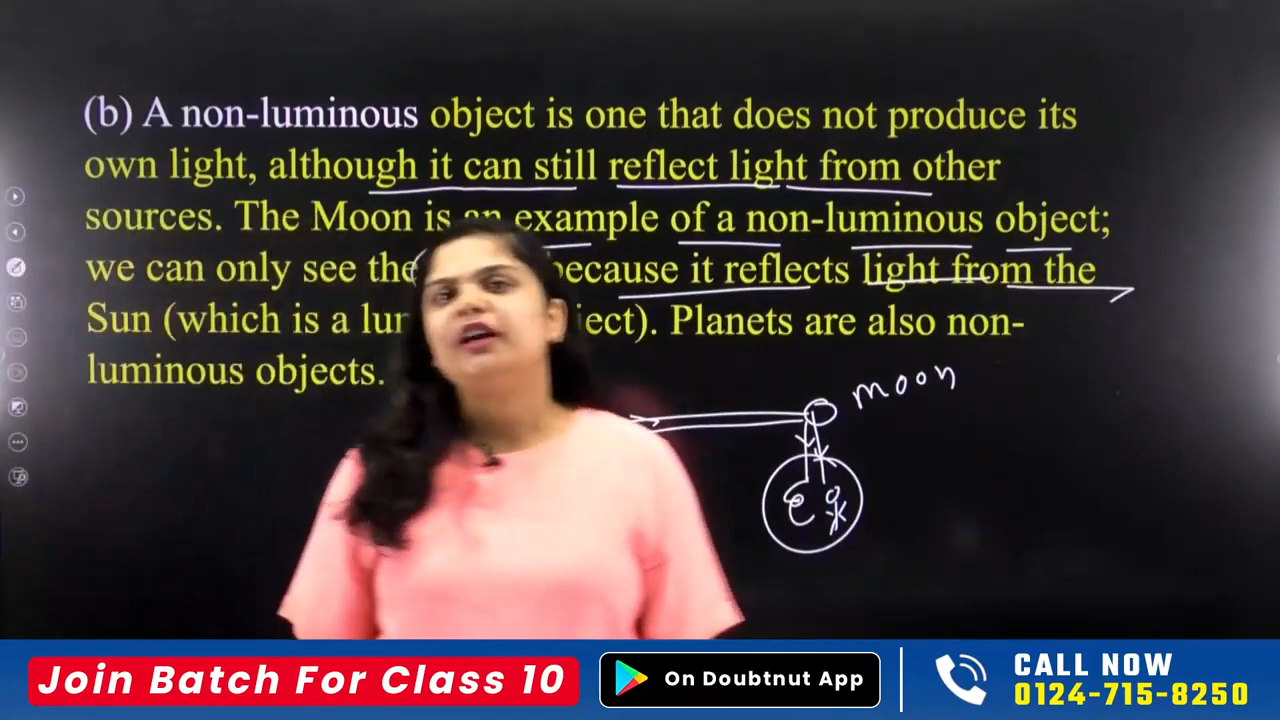 (b) A non-luminous object is one that does not produce its
own light, although it can still reflect light from other
sources. The Moon is an example of a non-luminous object;
we can only see the because it reflects light from the
Sun (which is a lum ject). Planets are also non-
luminous objects.
moon
e
Join Batch For Class 10
On Doubtnut App
CALL NOW
0124-715-8250